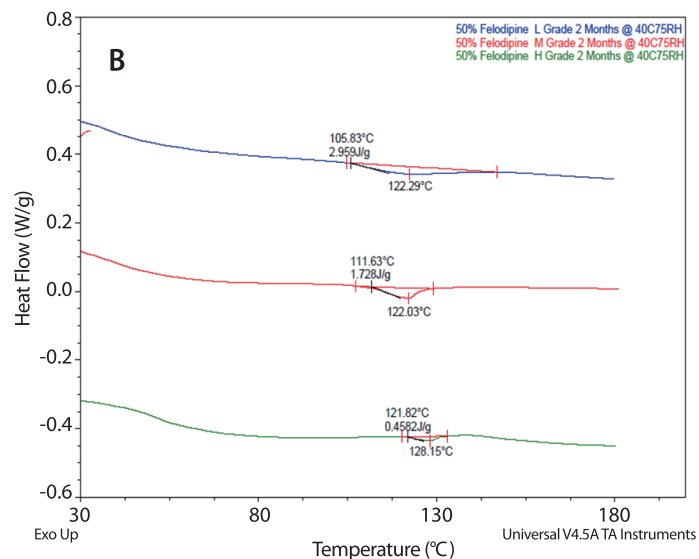 0.8
50% Felodipine L Grade 2 Months @ 40C75RH
50% Felodipine M Grade 2 Months @ 40C75RH
50% Felodipine H Grade 2 Months @ 40C75RH
B
0.6
0.4
105.83°C
2.959J/g
122.29°C
0.2
Heat Flow (W/g)
111.63°C
1.728J/g
0.0
122.03°C
-0.2
121.82°C
0.4582J/g
-0.4
128.15°C
-0.6
30
80
130
180
Exo Up
Temperature (°C)
Universal V4.5A TA Instruments